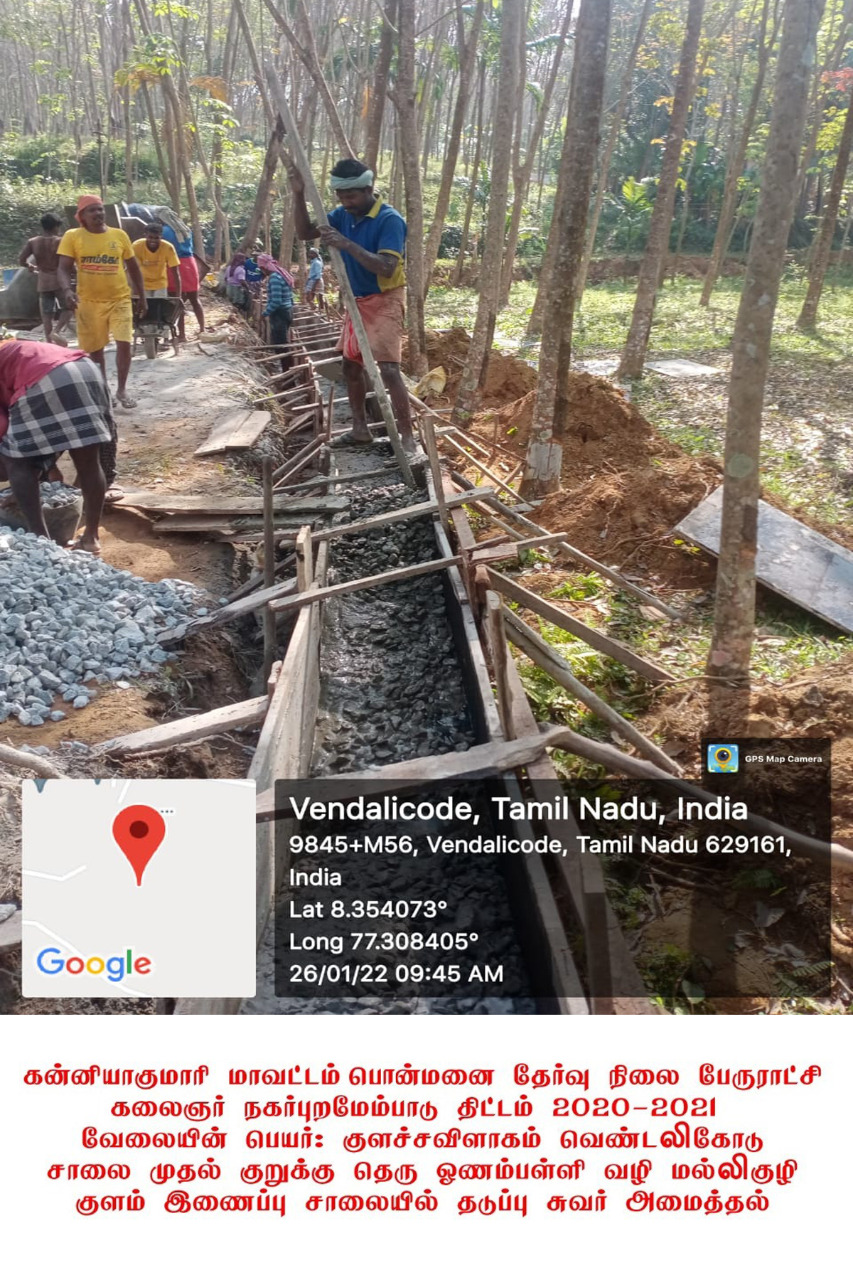 GPS Map Camera
Google
Vendalicode, Tamil Nadu, India
9845+M56, Vendalicode, Tamil Nadu 629161,
India
Lat 8.354073°
Long 77.308405°
26/01/22 09:45 AM
கன்னியாகுமாரி மாவட்டம் பொன்மனை தேர்வு நிலை பேருராட்சி
கலைஞர் நகர்புறமேம்பாடு திட்டம் 2020-2021
வேலையின் பெயர்: குளச்சவிளாகம் வெண்டலிகோடு
சாலை முதல் குறுக்கு தெரு ஒணம்பள்ளி வழி மல்லிகுழி
குளம் இணைப்பு சாலையில் தடுப்பு சுவர் அமைத்தல்